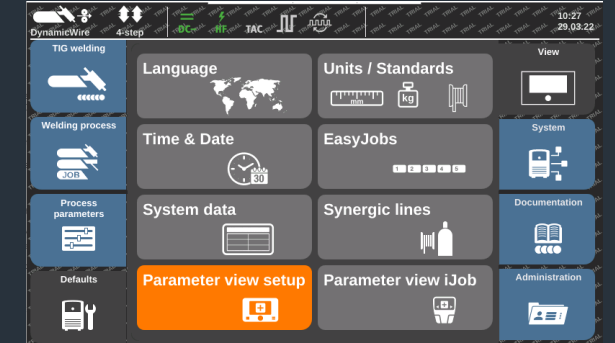 DynamicWire
4-step
DC-
HF
TAC
10:27
29.03.22
TIG welding
Welding process
JOB
Process
parameters
Defaults
Language
Units / Standards
mm
kg
Time & Date
30
EasyJobs
1 2 3 4 5
System data
Synergic lines
Parameter view setup
Parameter view iJob
View
System
Documentation
Administration
TRIAL